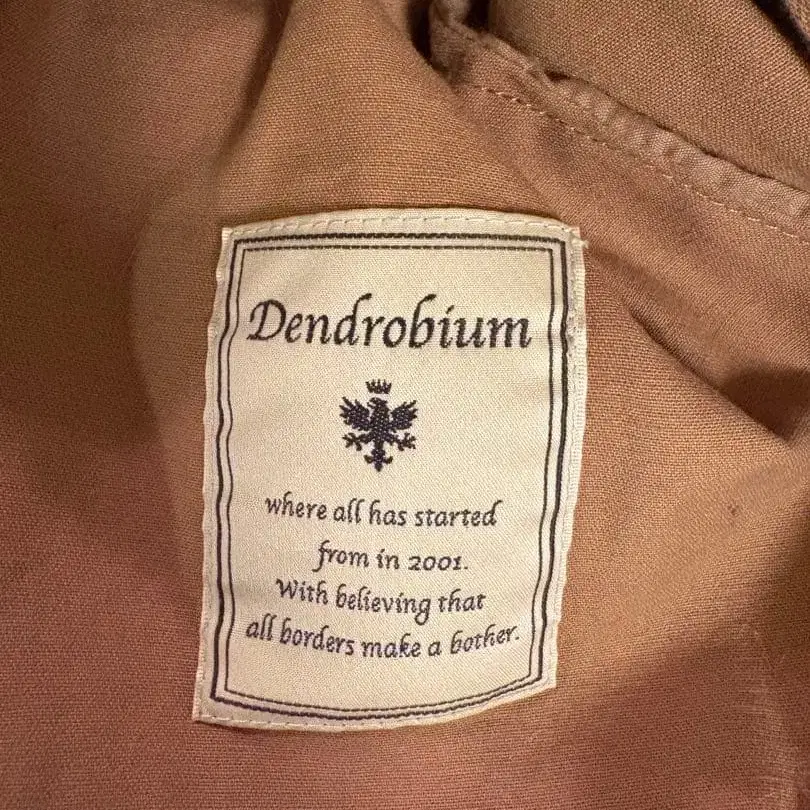 Dendrobium
where all has started
from in 2001.
With believing that
all borders make a bother.